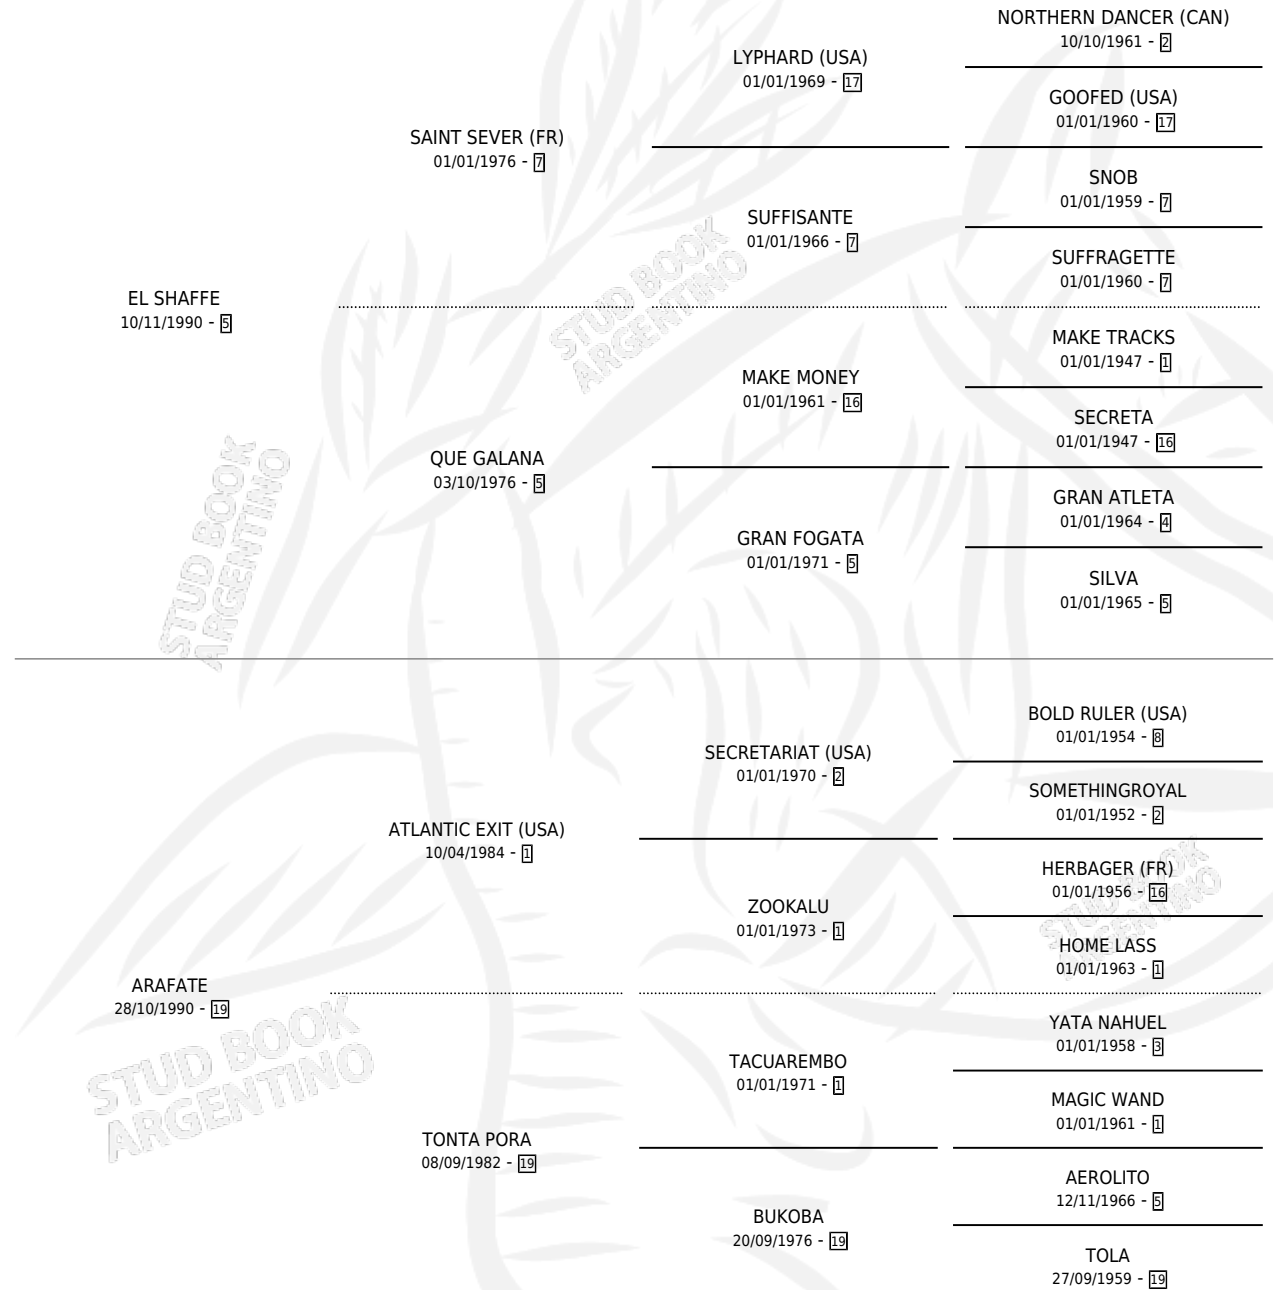 NORTHERN DANCER (CAN)
10/10/1961 - 2
LYPHARD (USA)
01/01/1969 - 17
GOOFED (USA)
01/01/1960 - 17
SAINT SEVER (FR)
01/01/1976 - 7
SNOB
01/01/1959 - 7
SUFFISANTE
01/01/1966 - 7
SUFFRAGETTE
01/01/1960 - 7
EL SHAFFE
10/11/1990 - 5
MAKE TRACKS
01/01/1947 - 1
MAKE MONEY
01/01/1961 - 16
SECRETA
01/01/1947 - 16
QUE GALANA
03/10/1976 - 5
GRAN ATLETA
01/01/1964 - 4
GRAN FOGATA
01/01/1971 - 5
SILVA
01/01/1965 - 5
STUD BOOK
ARGENTINO
STUD BOOK
ARGENTINO
BOLD RULER (USA)
01/01/1954 - 8
SECRETARIAT (USA)
01/01/1970 - 2
SOMETHINGROYAL
01/01/1952 - 2
ATLANTIC EXIT (USA)
10/04/1984 - 1
HERBAGER (FR)
01/01/1956 - 16
ZOOKALU
01/01/1973 - 1
HOME LASS
01/01/1963 - 1
ARAFATE
28/10/1990 - 19
YATA NAHUEL
01/01/1958 - 3
TACUAREMBO
01/01/1971 - 1
MAGIC WAND
01/01/1961 - 1
TONTA PORA
08/09/1982 - 19
AEROLITO
12/11/1966 - 5
BUKOBA
20/09/1976 - 19
TOLA
27/09/1959 - 19
STUD BOOK
ARGENTINO
STUD BOOK
ARGENTINO